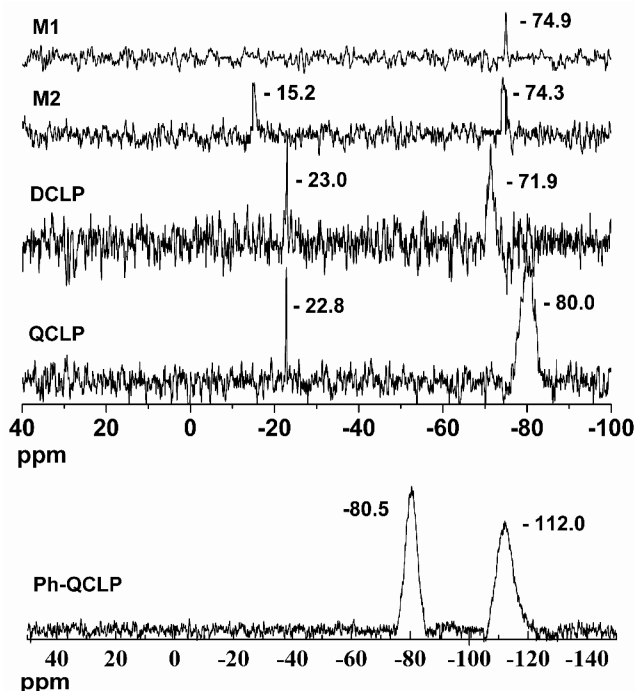 M1
- 74.9
M2
- 15.2
- 74.3
DCLP
- 23.0
- 71.9
QCLP
- 22.8
- 80.0
40 20 0 -20 -40 -60 -80 -100
ppm
-80.5
- 112.0
Ph-QCLP
40 20 0 -20 -40 -60 -80 -100 -120 -140
ppm